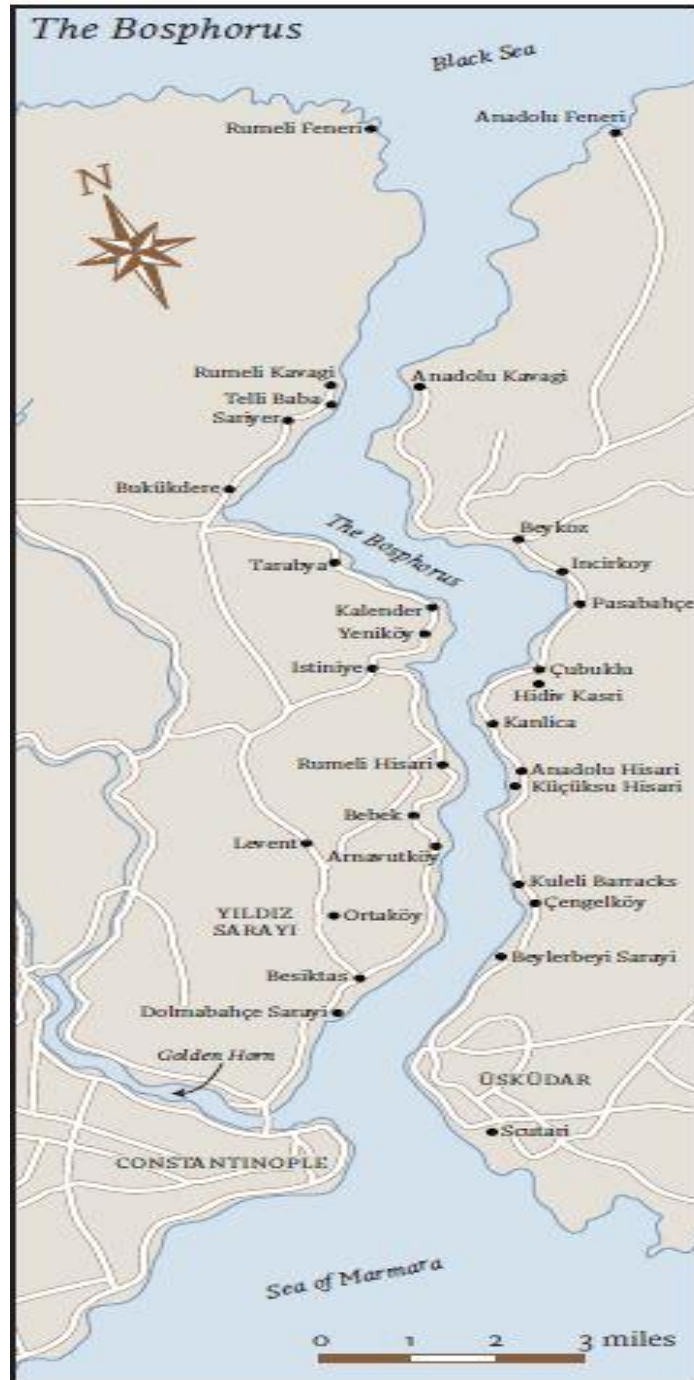 The Bosphorus
Black Sea
Rumeli Feneri
Anadolu Feneri
N
Rumeli Kavagi
Anadolu Kavagi
Telli Baba
Sariyer
Bukükdere
The Bosphorus
Beykoz
Tarabya
Incirkoy
Kalender
Pasabahçe
Yeniköy
Istiniye
Çubuklu
Hidiv Kasri
Kanlica
Rumeli Hisari
Anadolu Hisari
Küçüksu Hisari
Bebek
Levent
Arnavutköy
Kuleli Barracks
Çengelköy
YILDIZ
SARAYI
Ortaköy
Beylerbeyi Sarayi
Besiktas
Dolmabahçe Sarayi
Golden Horn
ÜSKÜDAR
Scutari
CONSTANTINOPLE
Sea of Marmara
0 1 2 3 miles